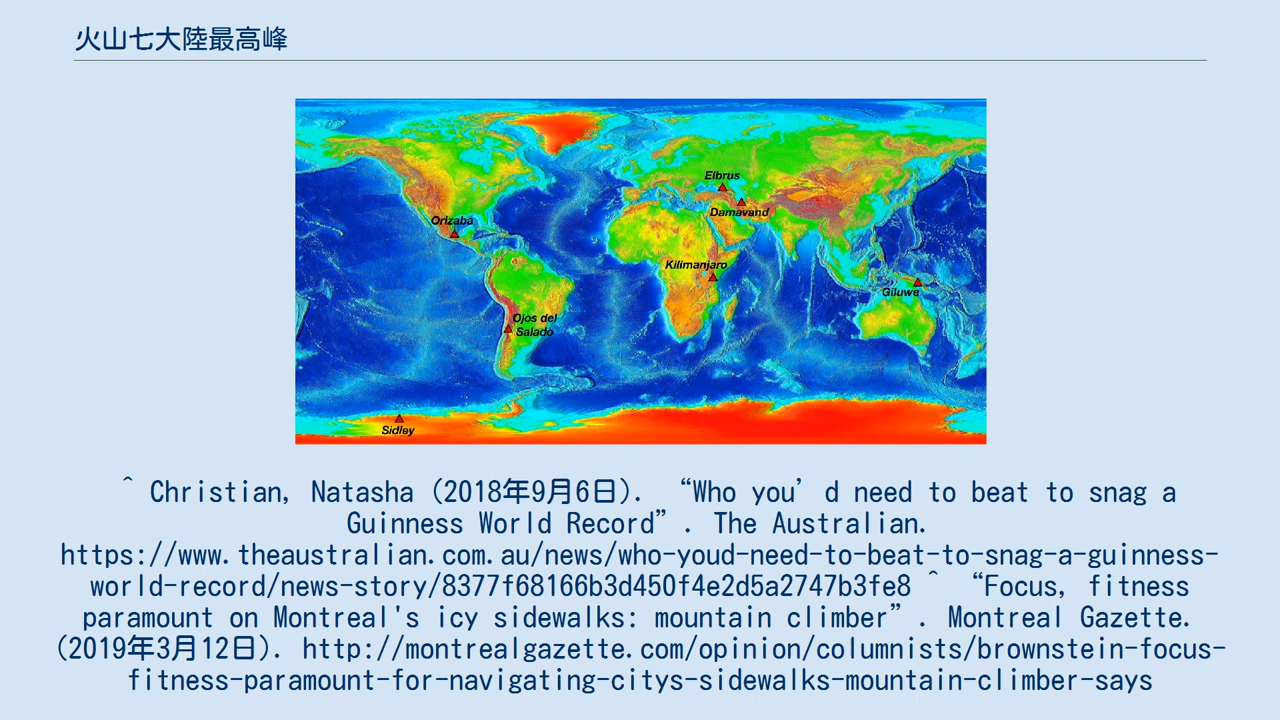 火山七大陸最高峰
Elbrus
Damavand
Orizaba
Kilimanjaro
Giluwe
Ojos del
Salado
Sidley
^ Christian, Natasha (2018年9月6日). “Who you’d need to beat to snag a
Guinness World Record”. The Australian.
https://www.theaustralian.com.au/news/who-youd-need-to-beat-to-snag-a-guinness-
world-record/news-story/8377f68166b3d450f4e2d5a2747b3fe8 ^ “Focus, fitness
paramount on Montreal's icy sidewalks: mountain climber”. Montreal Gazette.
(2019年3月12日). http://montrealgazette.com/opinion/columnists/brownstein-focus-
fitness-paramount-for-navigating-citys-sidewalks-mountain-climber-says